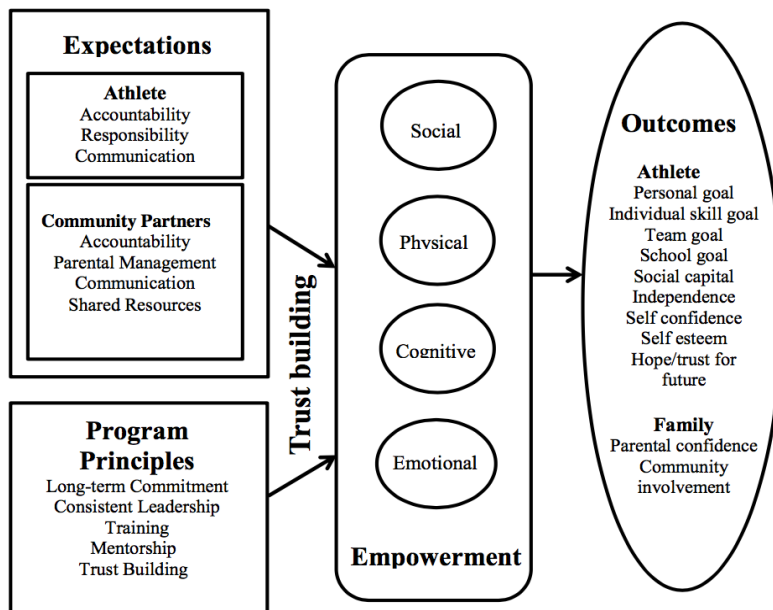 Expectations
Athlete
Accountability
Responsibility
Communication
Community Partners
Accountability
Parental Management
Communication
Shared Resources
Program
Principles
Long-term Commitment
Consistent Leadership
Training
Mentorship
Trust Building
Trust building
Social
Physical
Cognitive
Emotional
Empowerment
Outcomes
Athlete
Personal goal
Individual skill goal
Team goal
School goal
Social capital
Independence
Self confidence
Self esteem
Hope/trust for
future
Family
Parental confidence
Community
involvement